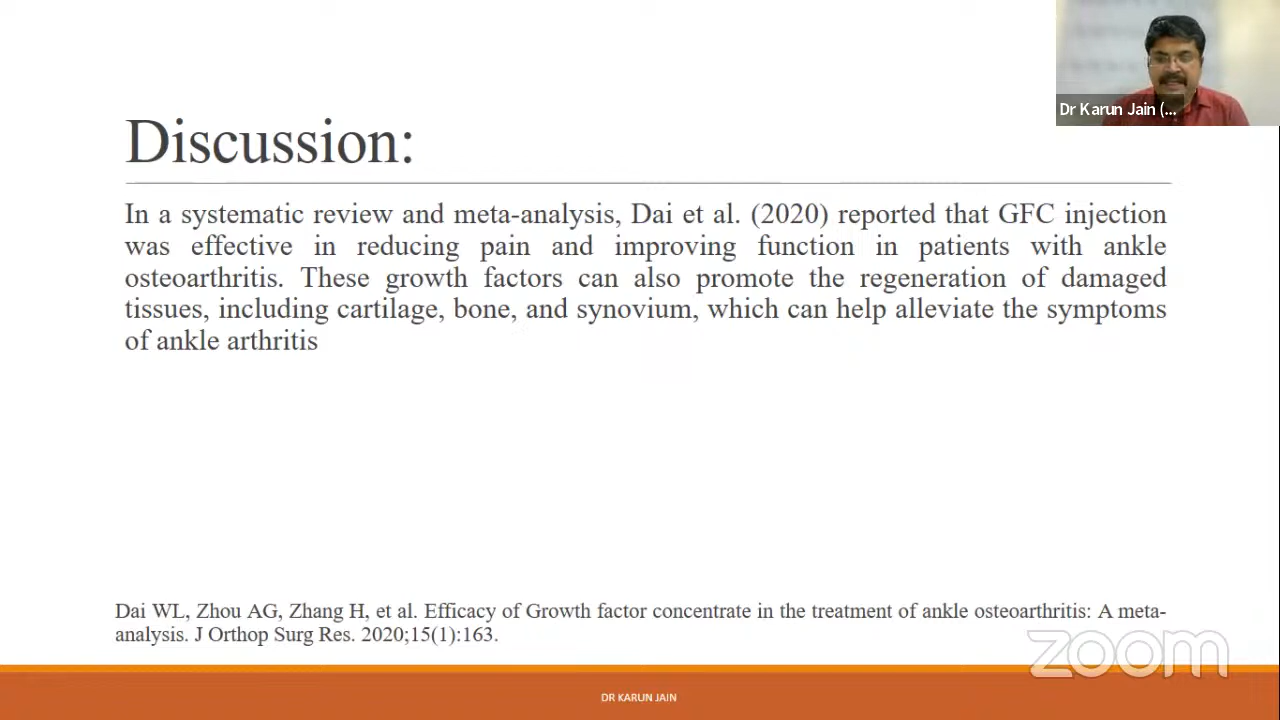 Dr Karun Jain (...
Discussion:
In a systematic review and meta-analysis, Dai et al. (2020) reported that GFC injection
was effective in reducing pain and improving function in patients with ankle
osteoarthritis. These growth factors can also promote the regeneration of damaged
tissues, including cartilage, bone, and synovium, which can help alleviate the symptoms
of ankle arthritis
Dai WL, Zhou AG, Zhang H, et al. Efficacy of Growth factor concentrate in the treatment of ankle osteoarthritis: A meta-
analysis. J Orthop Surg Res. 2020;15(1):163.
zoom
DR KARUN JAIN